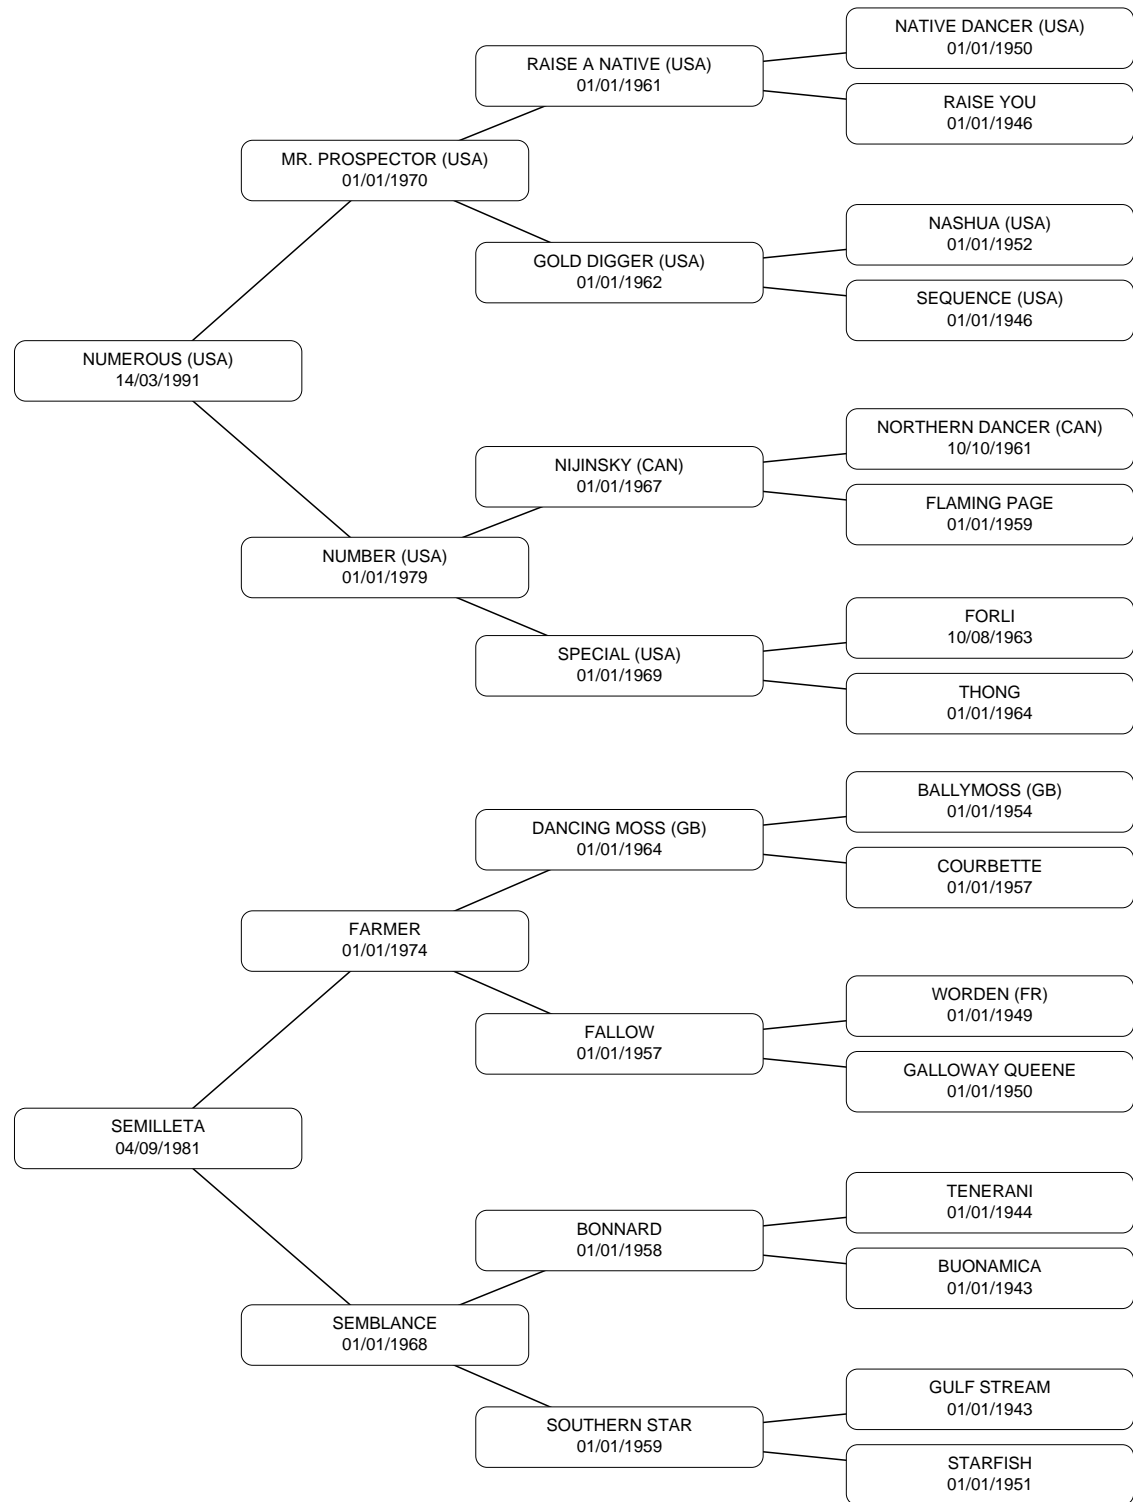 NATIVE DANCER (USA)
01/01/1950
RAISE A NATIVE (USA)
01/01/1961
RAISE YOU
01/01/1946
MR. PROSPECTOR (USA)
01/01/1970
NASHUA (USA)
01/01/1952
GOLD DIGGER (USA)
01/01/1962
SEQUENCE (USA)
01/01/1946
NUMEROUS (USA)
14/03/1991
NORTHERN DANCER (CAN)
10/10/1961
NIJINSKY (CAN)
01/01/1967
FLAMING PAGE
01/01/1959
NUMBER (USA)
01/01/1979
FORLI
10/08/1963
SPECIAL (USA)
01/01/1969
THONG
01/01/1964
BALLYMOSS (GB)
01/01/1954
DANCING MOSS (GB)
01/01/1964
COURBETTE
01/01/1957
FARMER
01/01/1974
WORDEN (FR)
01/01/1949
FALLOW
01/01/1957
GALLOWAY QUEENE
01/01/1950
SEMILLETA
04/09/1981
TENERANI
01/01/1944
BONNARD
01/01/1958
BUONAMICA
01/01/1943
SEMBLANCE
01/01/1968
GULF STREAM
01/01/1943
SOUTHERN STAR
01/01/1959
STARFISH
01/01/1951